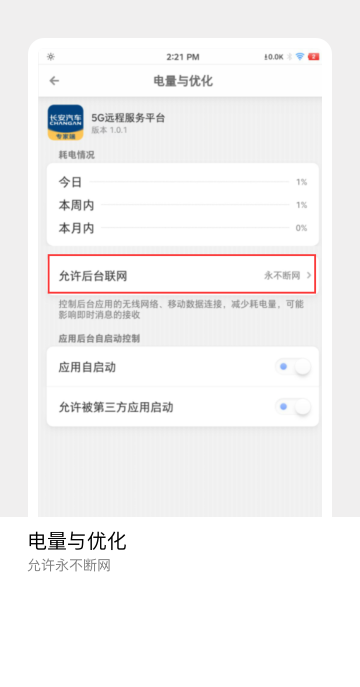 2:21 PM
0.0K
电量与优化
长安汽车
CHANGAN
专家端
5G远程服务平台
版本 1.0.1
耗电情况
今日 1%
本周内 1%
本月内 0%
允许后台联网 永不断网
控制后台应用的无线网络、移动数据连接，减少耗电量，可能
影响即时消息的接收
应用后台自启动控制
应用自启动
允许被第三方应用启动
电量与优化
允许永不断网